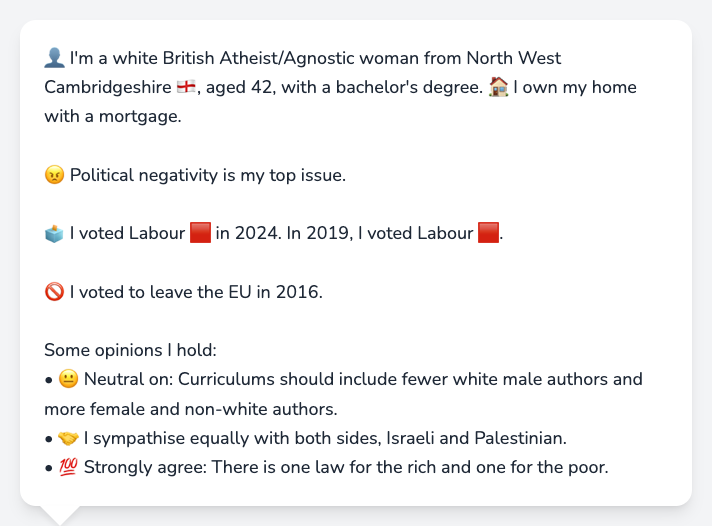 👤 I'm a white British Atheist/Agnostic woman from North West
Cambridgeshire 🏴󠁧󠁢󠁥󠁮󠁧󠁿, aged 42, with a bachelor's degree. 🏠 I own my home
with a mortgage.
😠 Political negativity is my top issue.
🗳️ I voted Labour 🟥 in 2024. In 2019, I voted Labour 🟥.
🚫 I voted to leave the EU in 2016.
Some opinions I hold:
• 😐 Neutral on: Curriculums should include fewer white male authors and
more female and non-white authors.
• 🤝 I sympathise equally with both sides, Israeli and Palestinian.
• 💯 Strongly agree: There is one law for the rich and one for the poor.